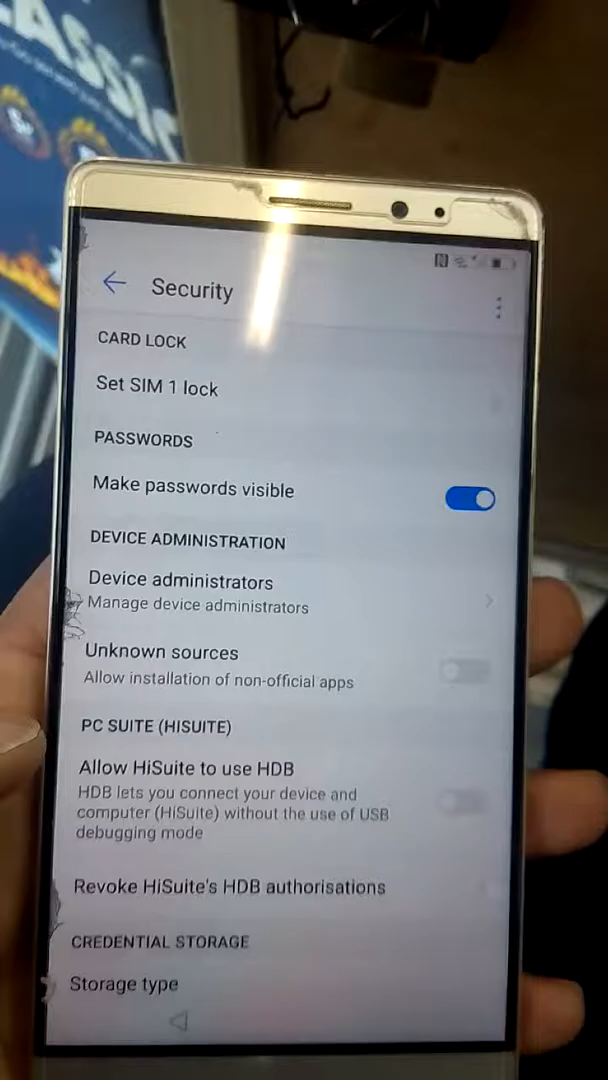 Security
CARD LOCK
Set SIM 1 lock
PASSWORDS
Make passwords visible
DEVICE ADMINISTRATION
Device administrators
Manage device administrators
Unknown sources
Allow installation of non-official apps
PC SUITE (HISUITE)
Allow HiSuite to use HDB
HDB lets you connect your device and
computer (HiSuite) without the use of USB
debugging mode
Revoke HiSuite's HDB authorisations
CREDENTIAL STORAGE
Storage type